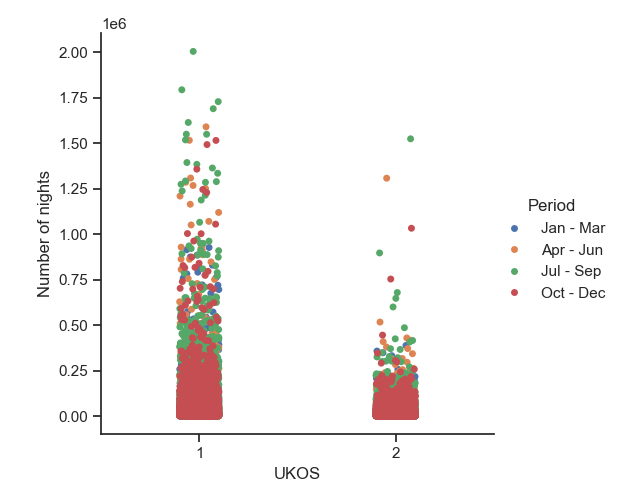 1e6
2.00
1.75
1.50
1.25
1.00
0.75
0.50
0.25
0.00
Number of nights
1 2
UKOS
Period
Jan - Mar
Apr - Jun
Jul - Sep
Oct - Dec